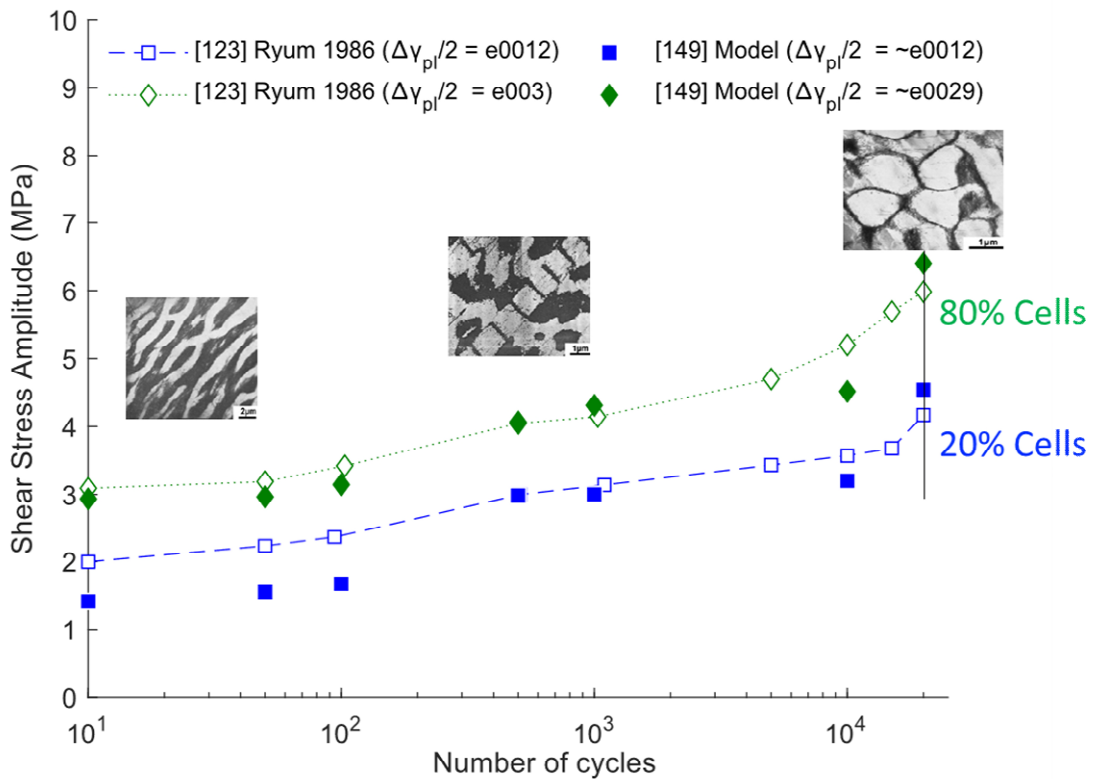 10
9
8
7
6
5
4
3
2
1
0
Shear Stress Amplitude (MPa)
[123] Ryum 1986 (Δγpl/2 = e0012)
[123] Ryum 1986 (Δγpl/2 = e003)
[149] Model (Δγpl/2 = ~e0012)
[149] Model (Δγpl/2 = ~e0029)
2µm
1µm
1µm
80% Cells
20% Cells
10¹
10²
10³
10⁴
Number of cycles